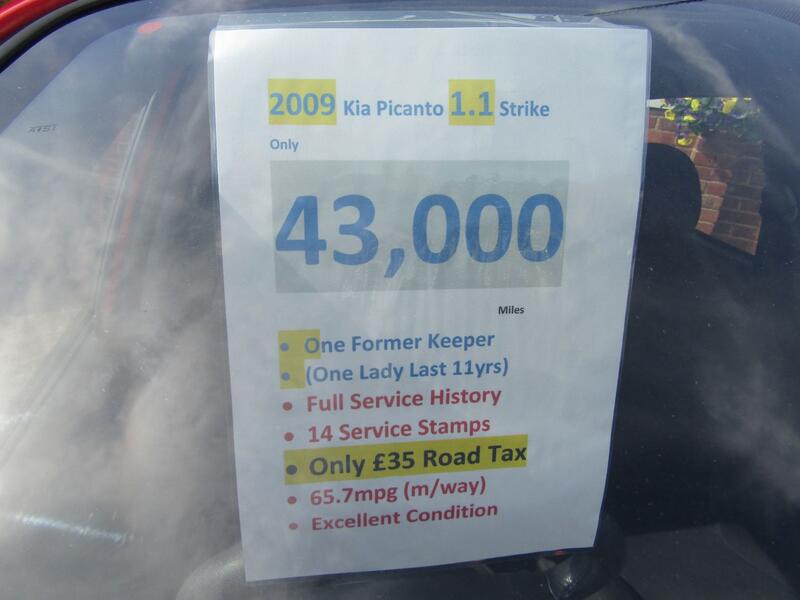 2009 Kia Picanto 1.1 Strike
Only
43,000
Miles
• One Former Keeper
• (One Lady Last 11yrs)
• Full Service History
• 14 Service Stamps
• Only £35 Road Tax
• 65.7mpg (m/way)
• Excellent Condition